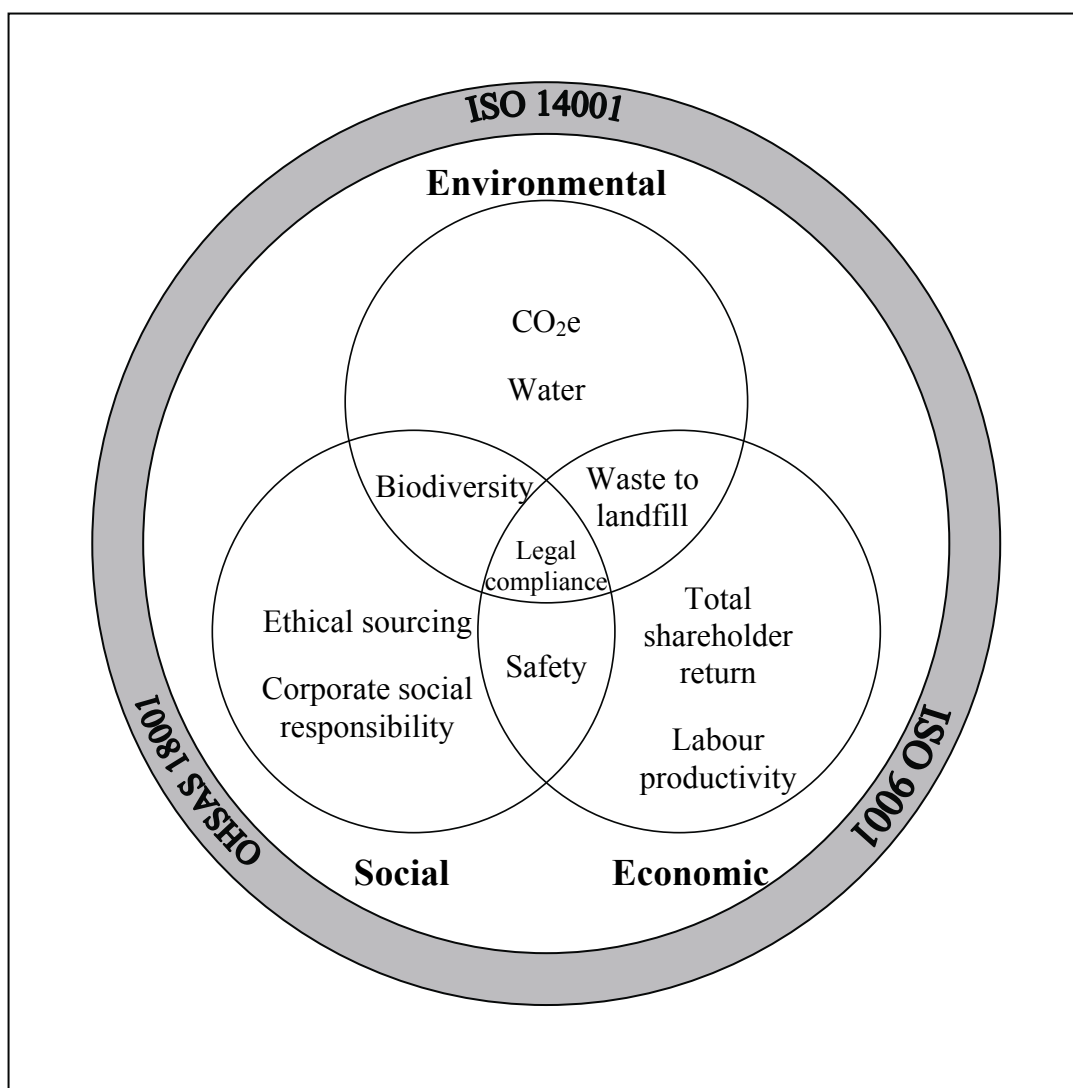 ISO 14001
Environmental
CO₂e
Water
Biodiversity
Waste to
landfill
Legal
compliance
Ethical sourcing
Corporate social
responsibility
Safety
Total
shareholder
return
Labour
productivity
OHSAS 18001
ISO 9001
Social
Economic